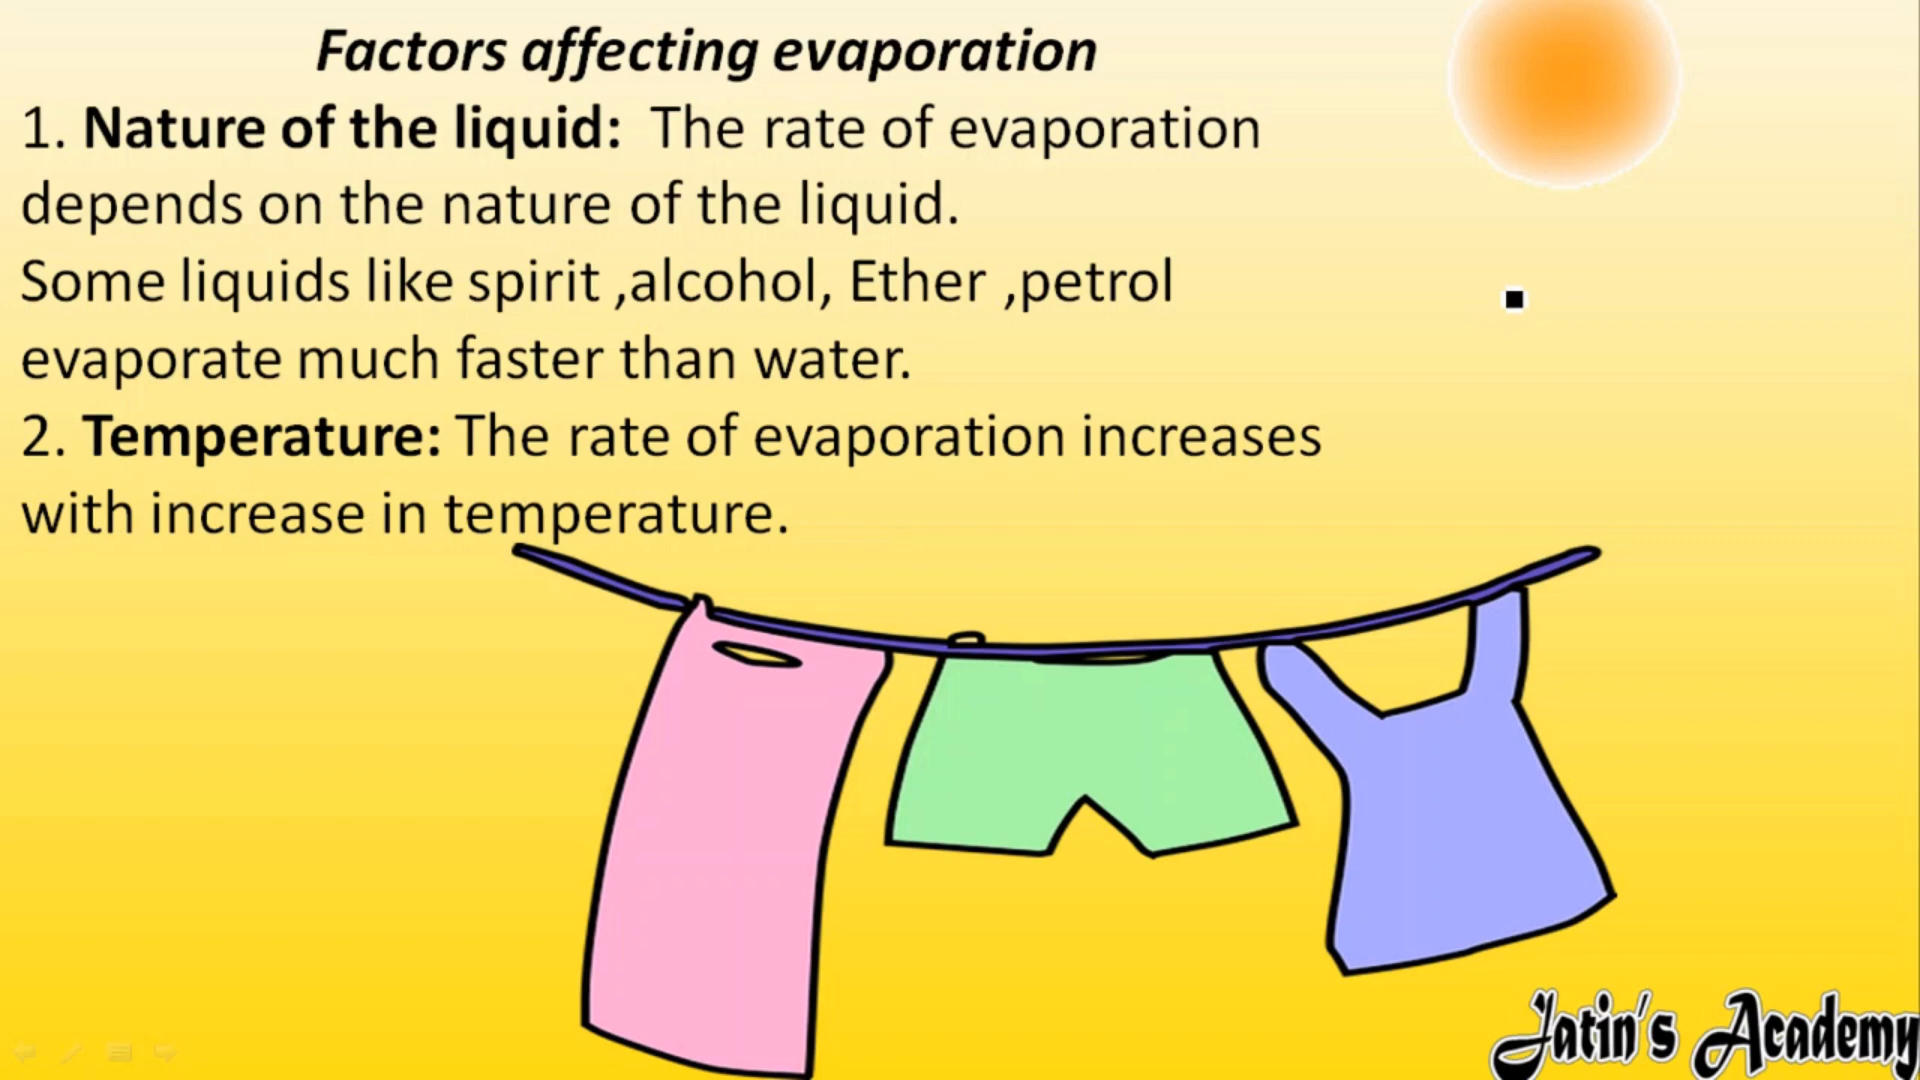 Factors affecting evaporation
1. Nature of the liquid: The rate of evaporation
depends on the nature of the liquid.
Some liquids like spirit ,alcohol, Ether ,petrol
evaporate much faster than water.
2. Temperature: The rate of evaporation increases
with increase in temperature.
Jatin's Academy